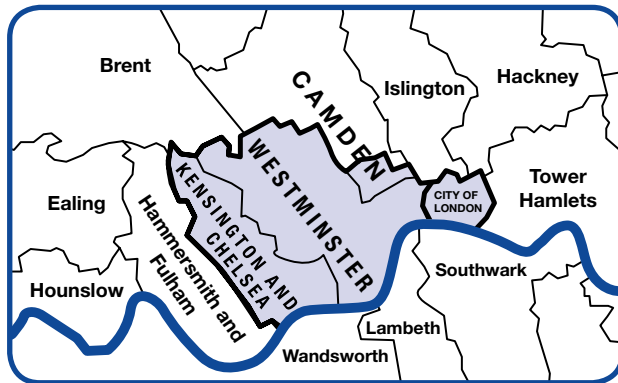 Brent
CAMDEN
Islington
Hackney
Ealing
KENSINGTON AND
CHELSEA
WESTMINSTER
CITY OF
LONDON
Tower
Hamlets
Hammersmith and
Fulham
Hounslow
Southwark
Lambeth
Wandsworth